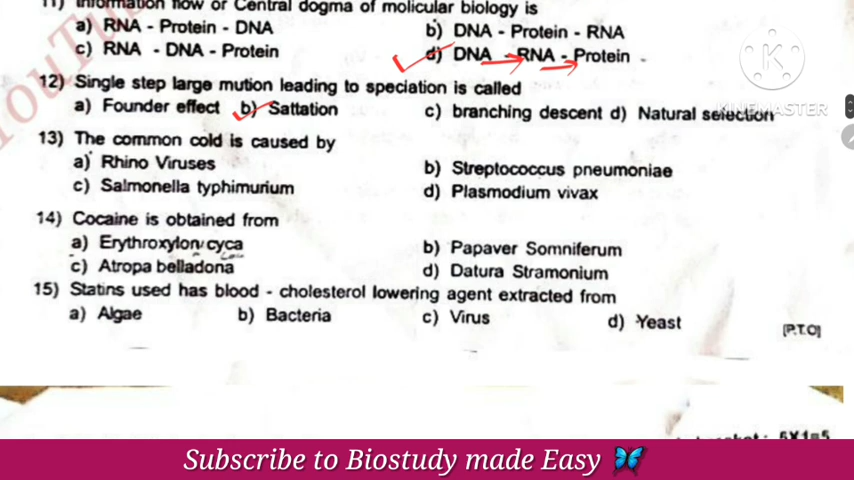 11) Information flow or Central dogma of molicular biology is
a) RNA - Protein - DNA b) DNA - Protein - RNA
c) RNA - DNA - Protein d) DNA - RNA - Protein
12) Single step large mution leading to speciation is called
a) Founder effect b) Sattation c) branching descent d) Natural selection
13) The common cold is caused by
a) Rhino Viruses b) Streptococcus pneumoniae
c) Salmonella typhimurium d) Plasmodium vivax
14) Cocaine is obtained from
a) Erythroxylon cyca b) Papaver Somniferum
c) Atropa belladona d) Datura Stramonium
15) Statins used has blood - cholesterol lowering agent extracted from
a) Algae b) Bacteria c) Virus d) Yeast
[P.T.O]
5X1=5
K
KINEMASTER
YouTu
Subscribe to Biostudy made Easy